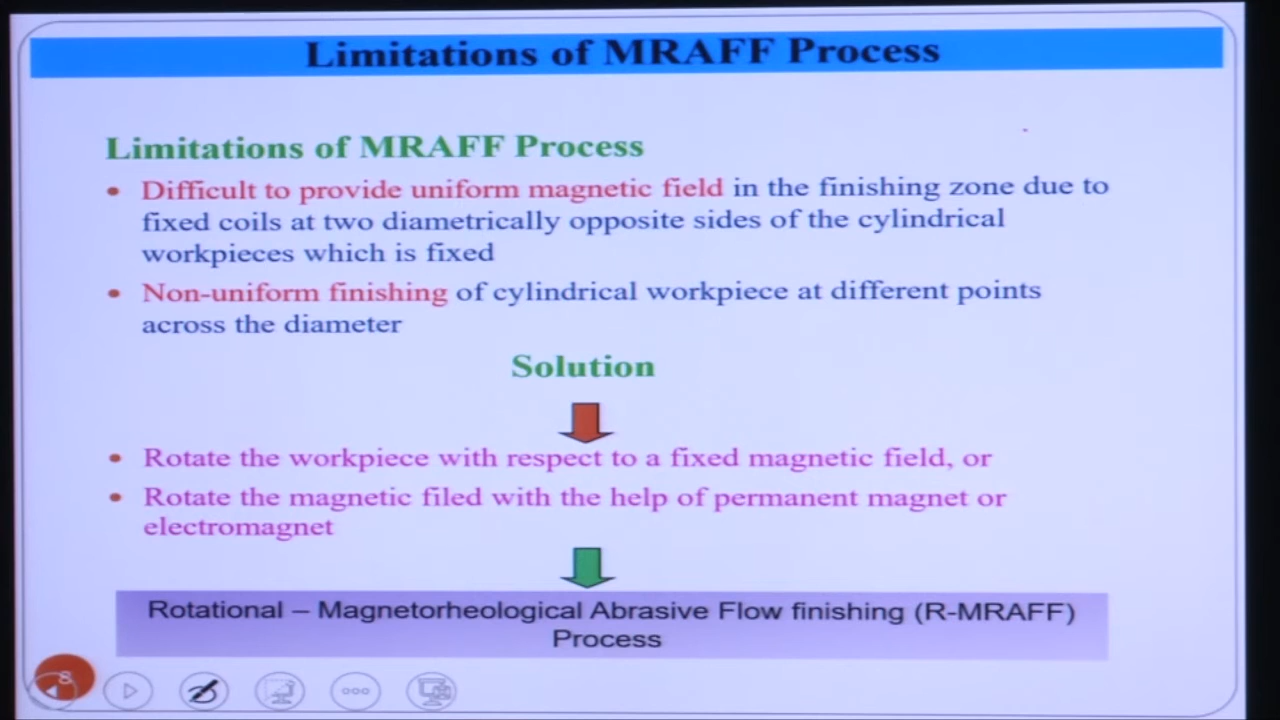 Limitations of MRAFF Process
Limitations of MRAFF Process
• Difficult to provide uniform magnetic field in the finishing zone due to
fixed coils at two diametrically opposite sides of the cylindrical
workpieces which is fixed
• Non-uniform finishing of cylindrical workpiece at different points
across the diameter
Solution
• Rotate the workpiece with respect to a fixed magnetic field, or
• Rotate the magnetic filed with the help of permanent magnet or
electromagnet
Rotational – Magnetorheological Abrasive Flow finishing (R-MRAFF)
Process
8